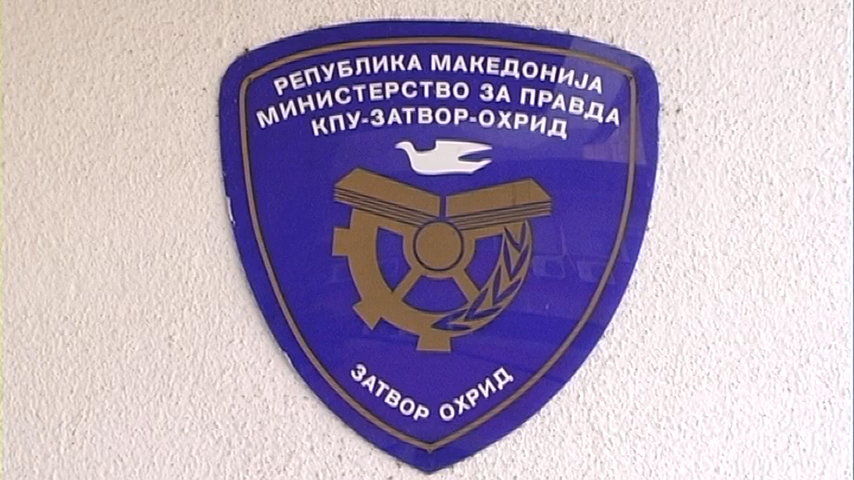 РЕПУБЛИКА МАКЕДОНИЈА
МИНИСТЕРСТВО ЗА ПРАВДА
КПУ-ЗАТВОР-ОХРИД
ЗАТВОР ОХРИД